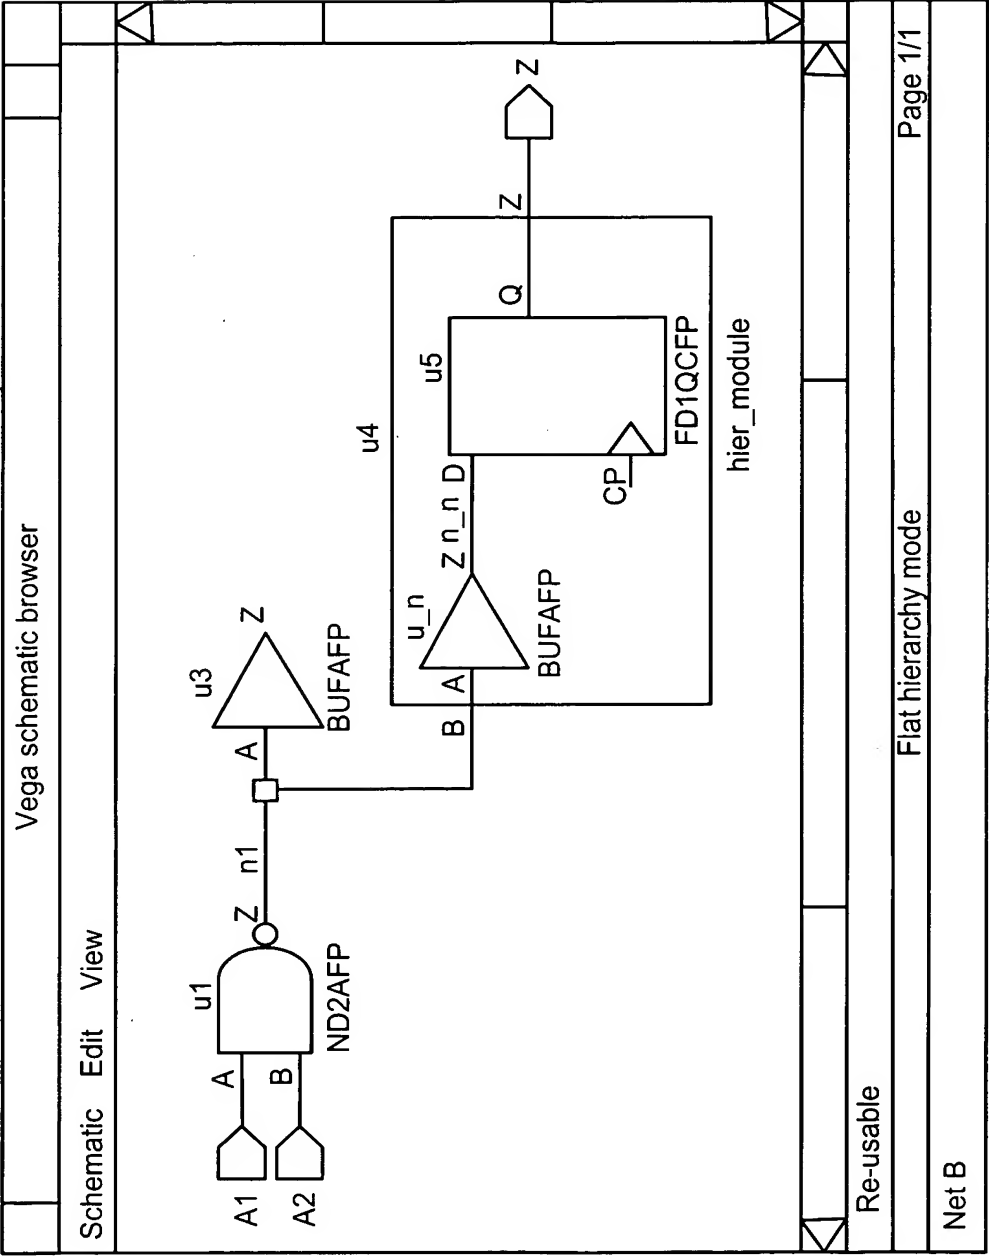 Vega schematic browser
Schematic Edit View
u1
A
B
A1
A2
Z
n1
ND2AFP
u3
A
Z
BUFAFP
u4
B
A
u_n
Z
n_n
D
BUFAFP
u5
Q
CP
FD1QCFP
Z
Z
hier_module
Re-usable
Flat hierarchy mode
Page 1/1
Net B